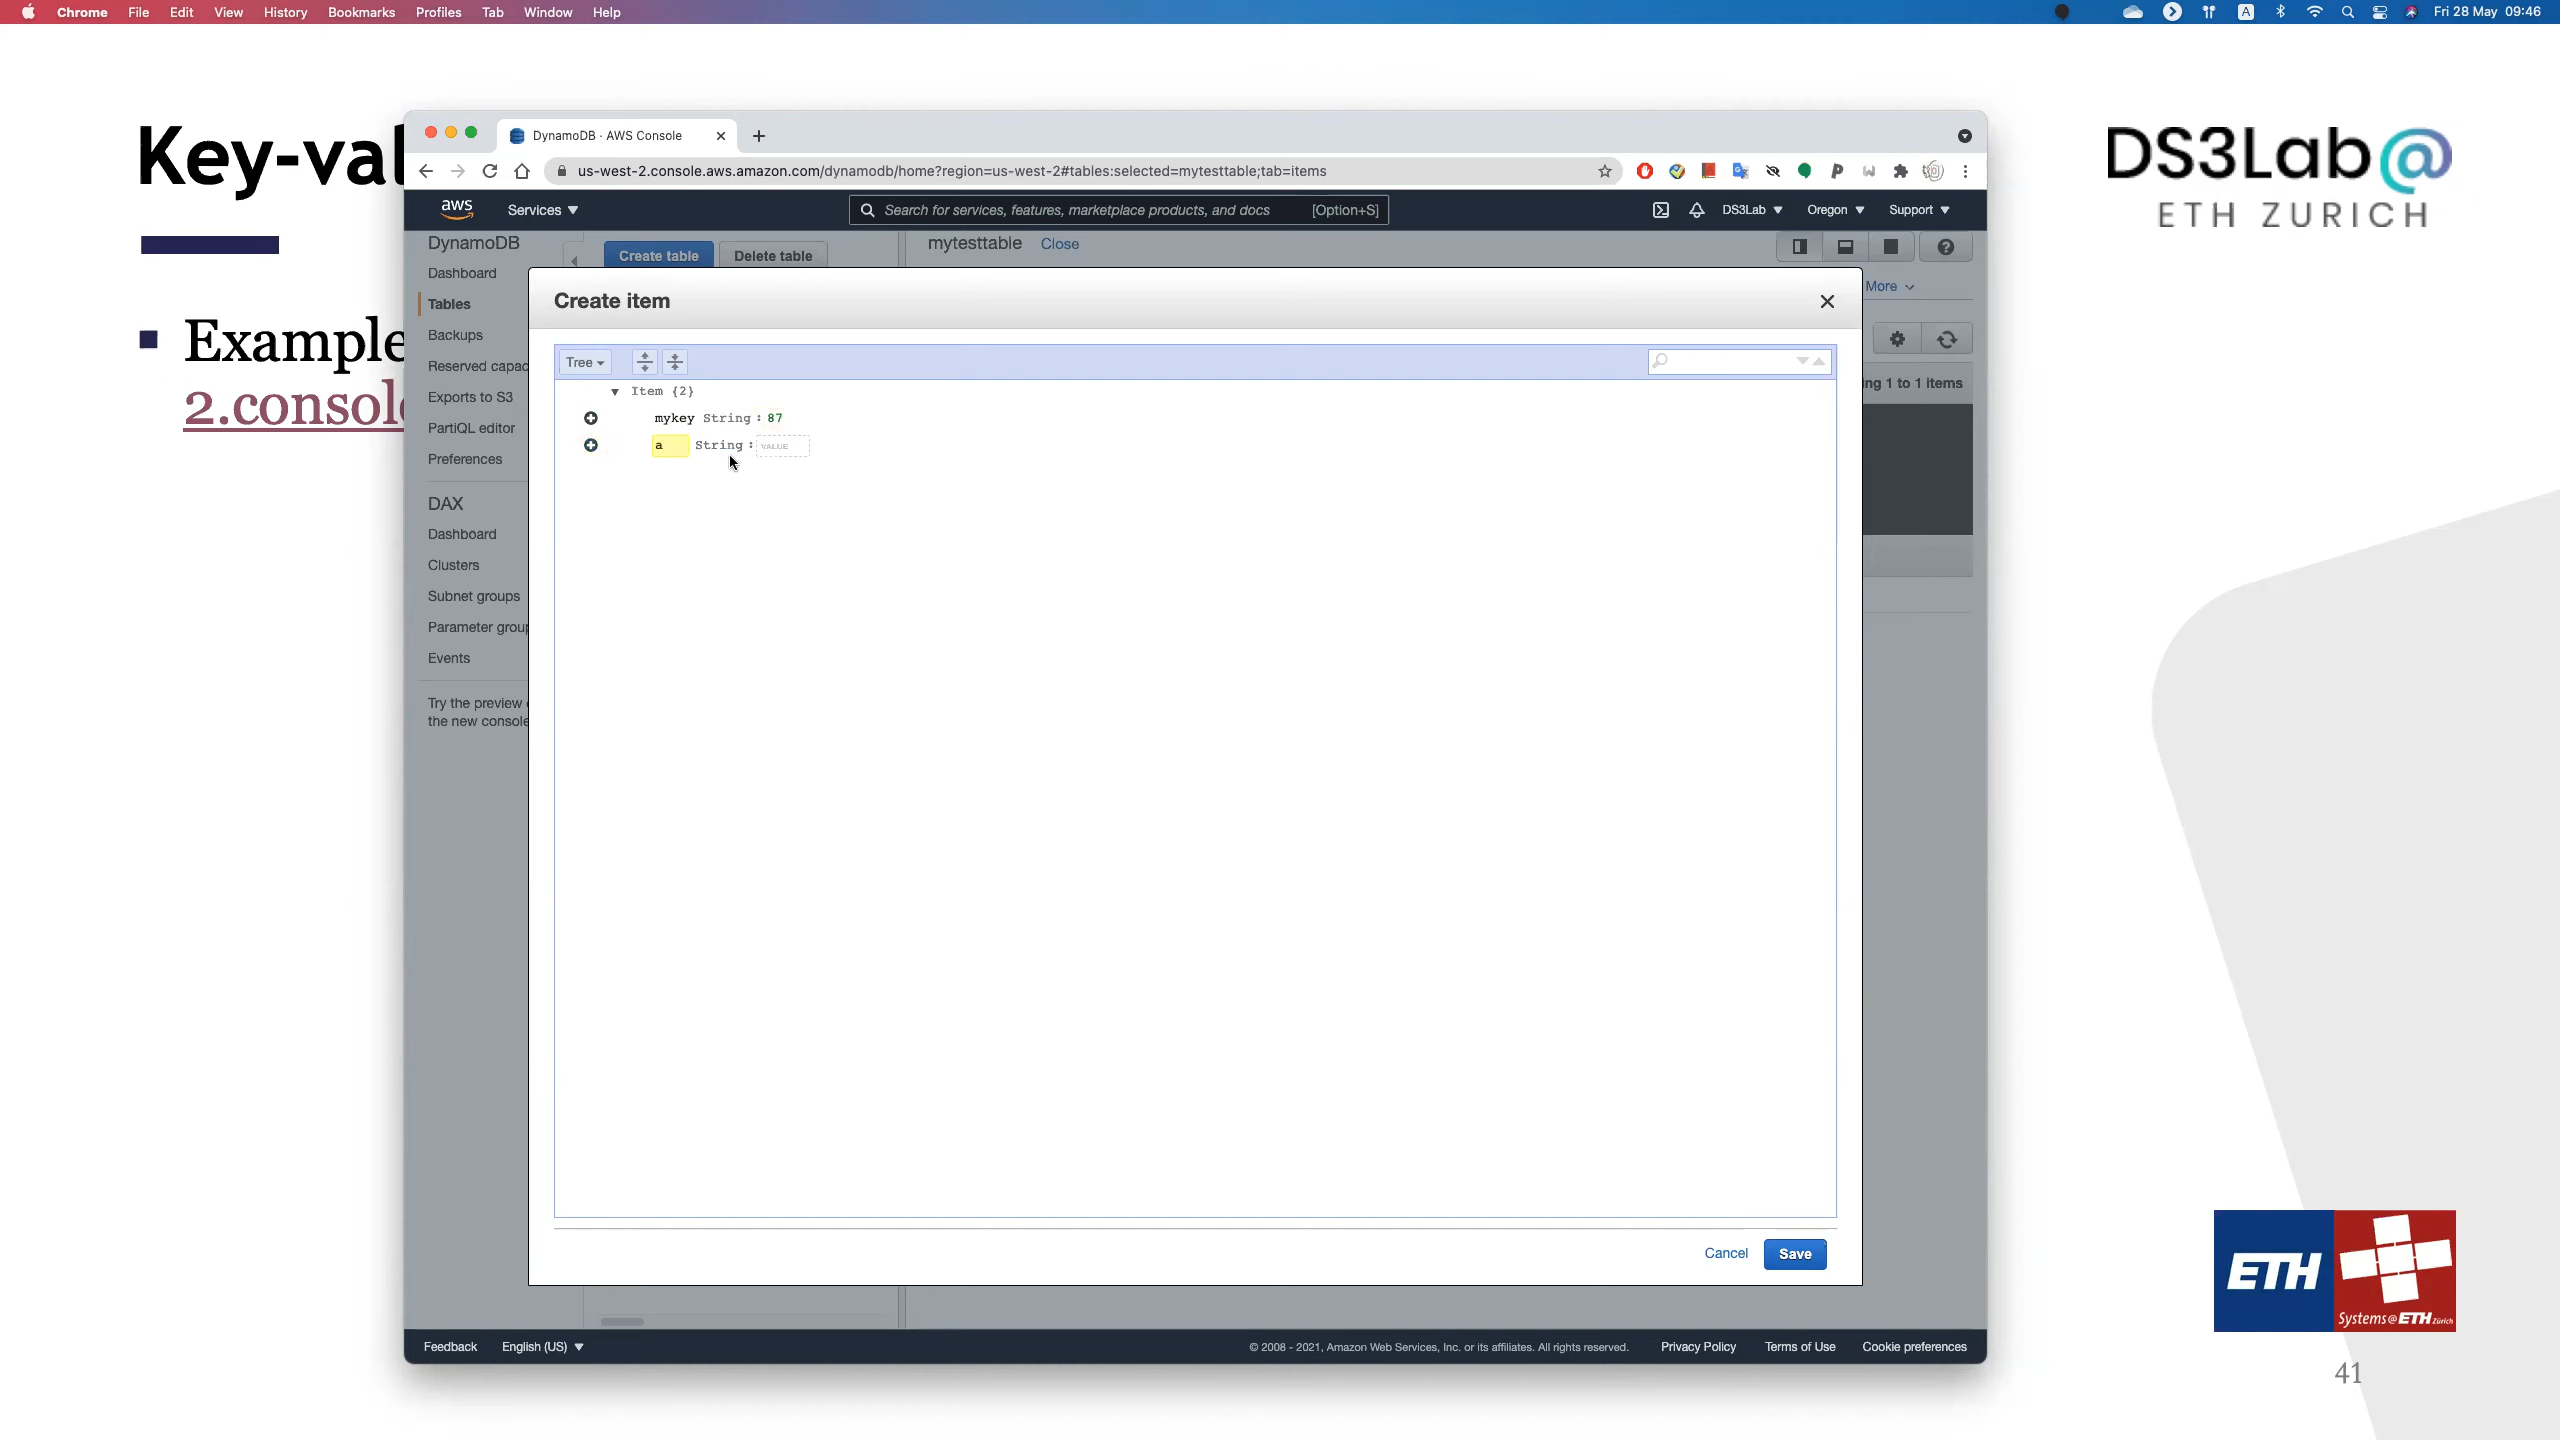 Chrome File Edit View History Bookmarks Profiles Tab Window Help
A
Fri 28 May 09:46
Key-val
Example
2.console
DS3Lab@
ETH ZURICH
DynamoDB · AWS Console
us-west-2.console.aws.amazon.com/dynamodb/home?region=us-west-2#tables:selected=mytesttable;tab=items
aws Services
Search for services, features, marketplace products, and docs [Option+S]
DS3Lab Oregon Support
DynamoDB
Dashboard
Tables
Backups
Reserved capac
Exports to S3
PartiQL editor
Preferences
DAX
Dashboard
Clusters
Subnet groups
Parameter group
Events
Try the preview
the new console
Create table Delete table
mytesttable Close
More
ing 1 to 1 items
Create item
Tree
Item {2}
mykey String : 87
a String : VALUE
Cancel Save
Feedback English (US)
© 2008 - 2021, Amazon Web Services, Inc. or its affiliates. All rights reserved. Privacy Policy Terms of Use Cookie preferences
ETH
Systems@ETH Zürich
41